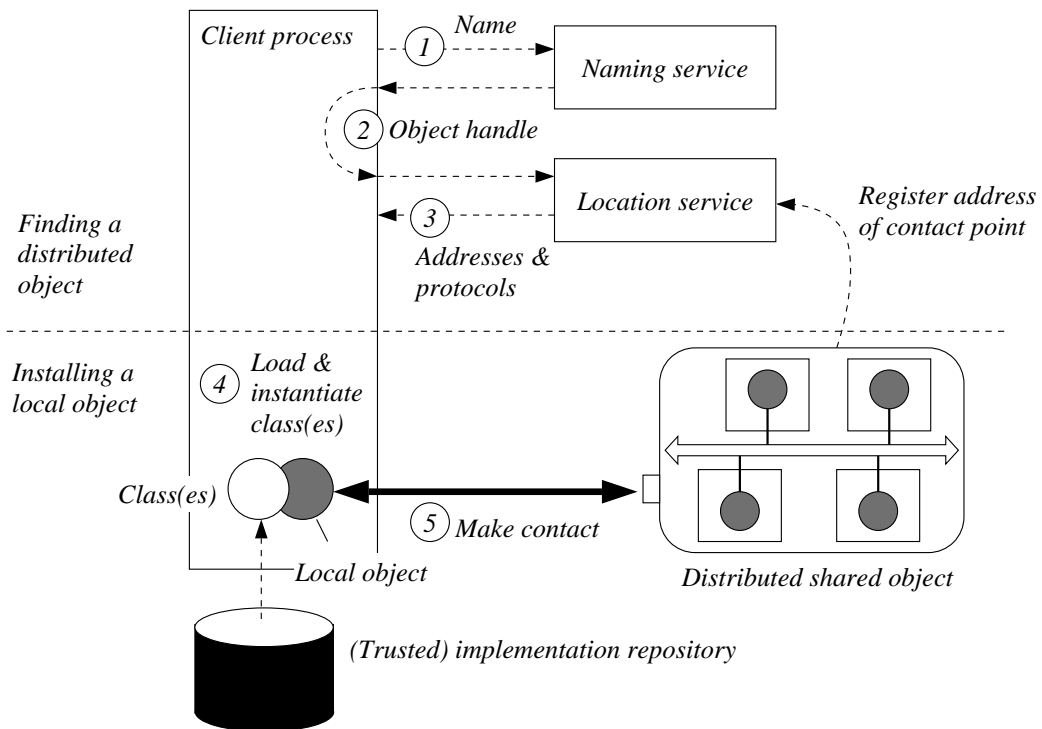 Client process
1
Name
Naming service
2
Object handle
Location service
3
Addresses &
protocols
Register address
of contact point
Finding a
distributed
object
Installing a
local object
4
Load &
instantiate
class(es)
Class(es)
5
Make contact
Local object
Distributed shared object
(Trusted) implementation repository